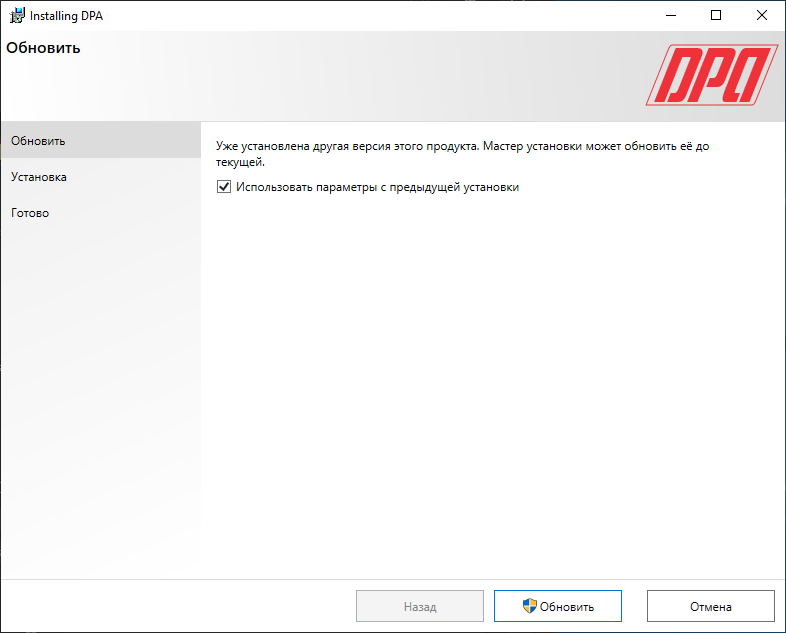 Installing DPA
Обновить
DPA
Обновить
Установка
Готово
Уже установлена другая версия этого продукта. Мастер установки может обновить её до
текущей.
Использовать параметры с предыдущей установки
Назад
Обновить
Отмена